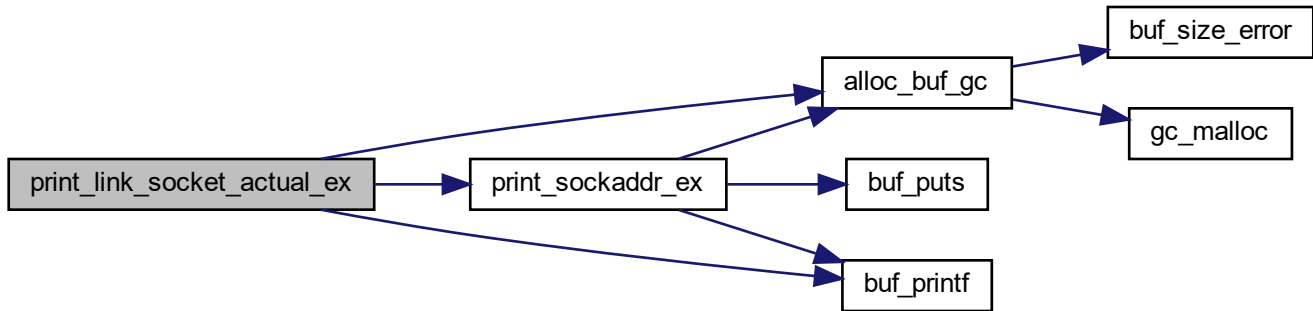 print_link_socket_actual_ex
print_sockaddr_ex
alloc_buf_gc
buf_puts
buf_printf
buf_size_error
gc_malloc